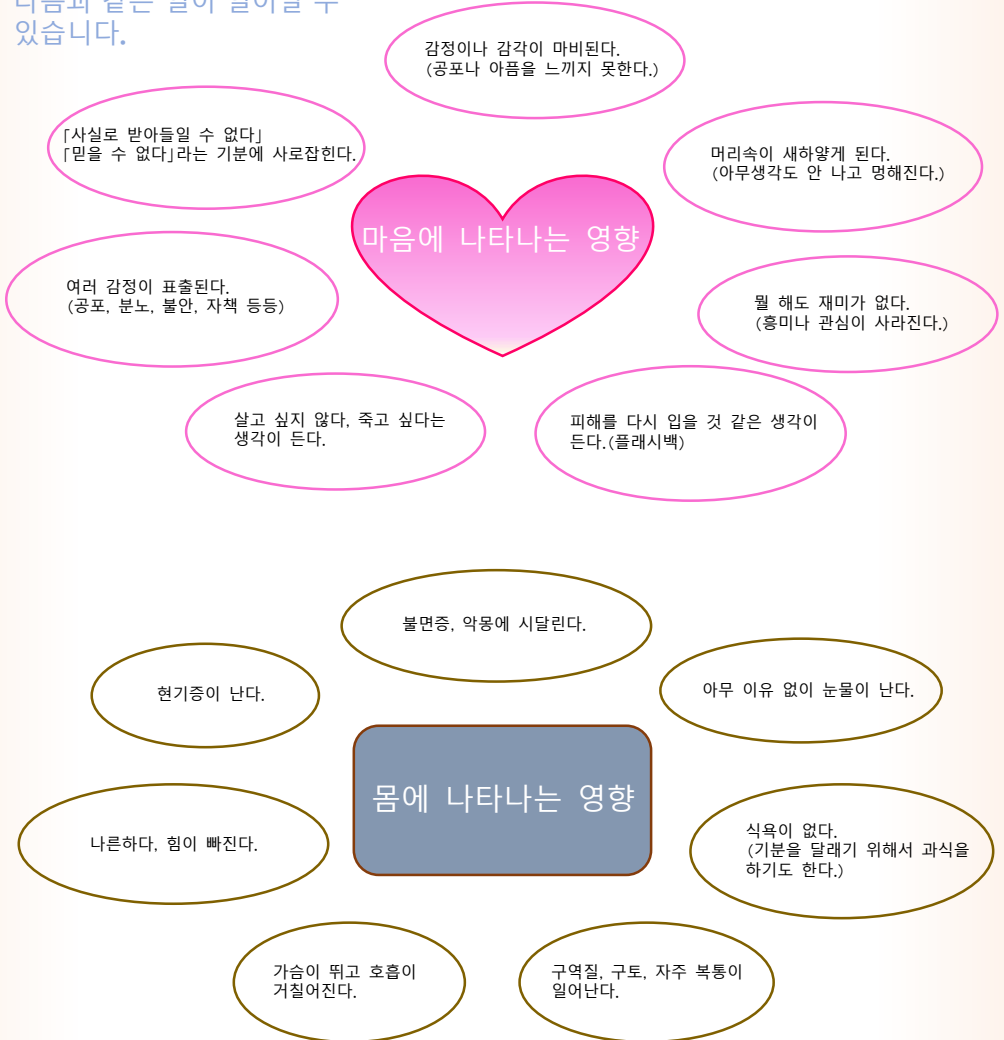 다음과 같은 일이 일어날 수
있습니다.
감정이나 감각이 마비된다.
(공포나 아픔을 느끼지 못한다.)
「사실로 받아들일 수 없다」
「믿을 수 없다」라는 기분에 사로잡힌다.
머리속이 새하얗게 된다.
(아무생각도 안 나고 멍해진다.)
마음에 나타나는 영향
여러 감정이 표출된다.
(공포, 분노, 불안, 자책 등등)
뭘 해도 재미가 없다.
(흥미나 관심이 사라진다.)
살고 싶지 않다, 죽고 싶다는
생각이 든다.
피해를 다시 입을 것 같은 생각이
든다.(플래시백)
불면증, 악몽에 시달린다.
현기증이 난다.
아무 이유 없이 눈물이 난다.
몸에 나타나는 영향
나른하다, 힘이 빠진다.
식욕이 없다.
(기분을 달래기 위해서 과식을
하기도 한다.)
가슴이 뛰고 호흡이
거칠어진다.
구역질, 구토, 자주 복통이
일어난다.